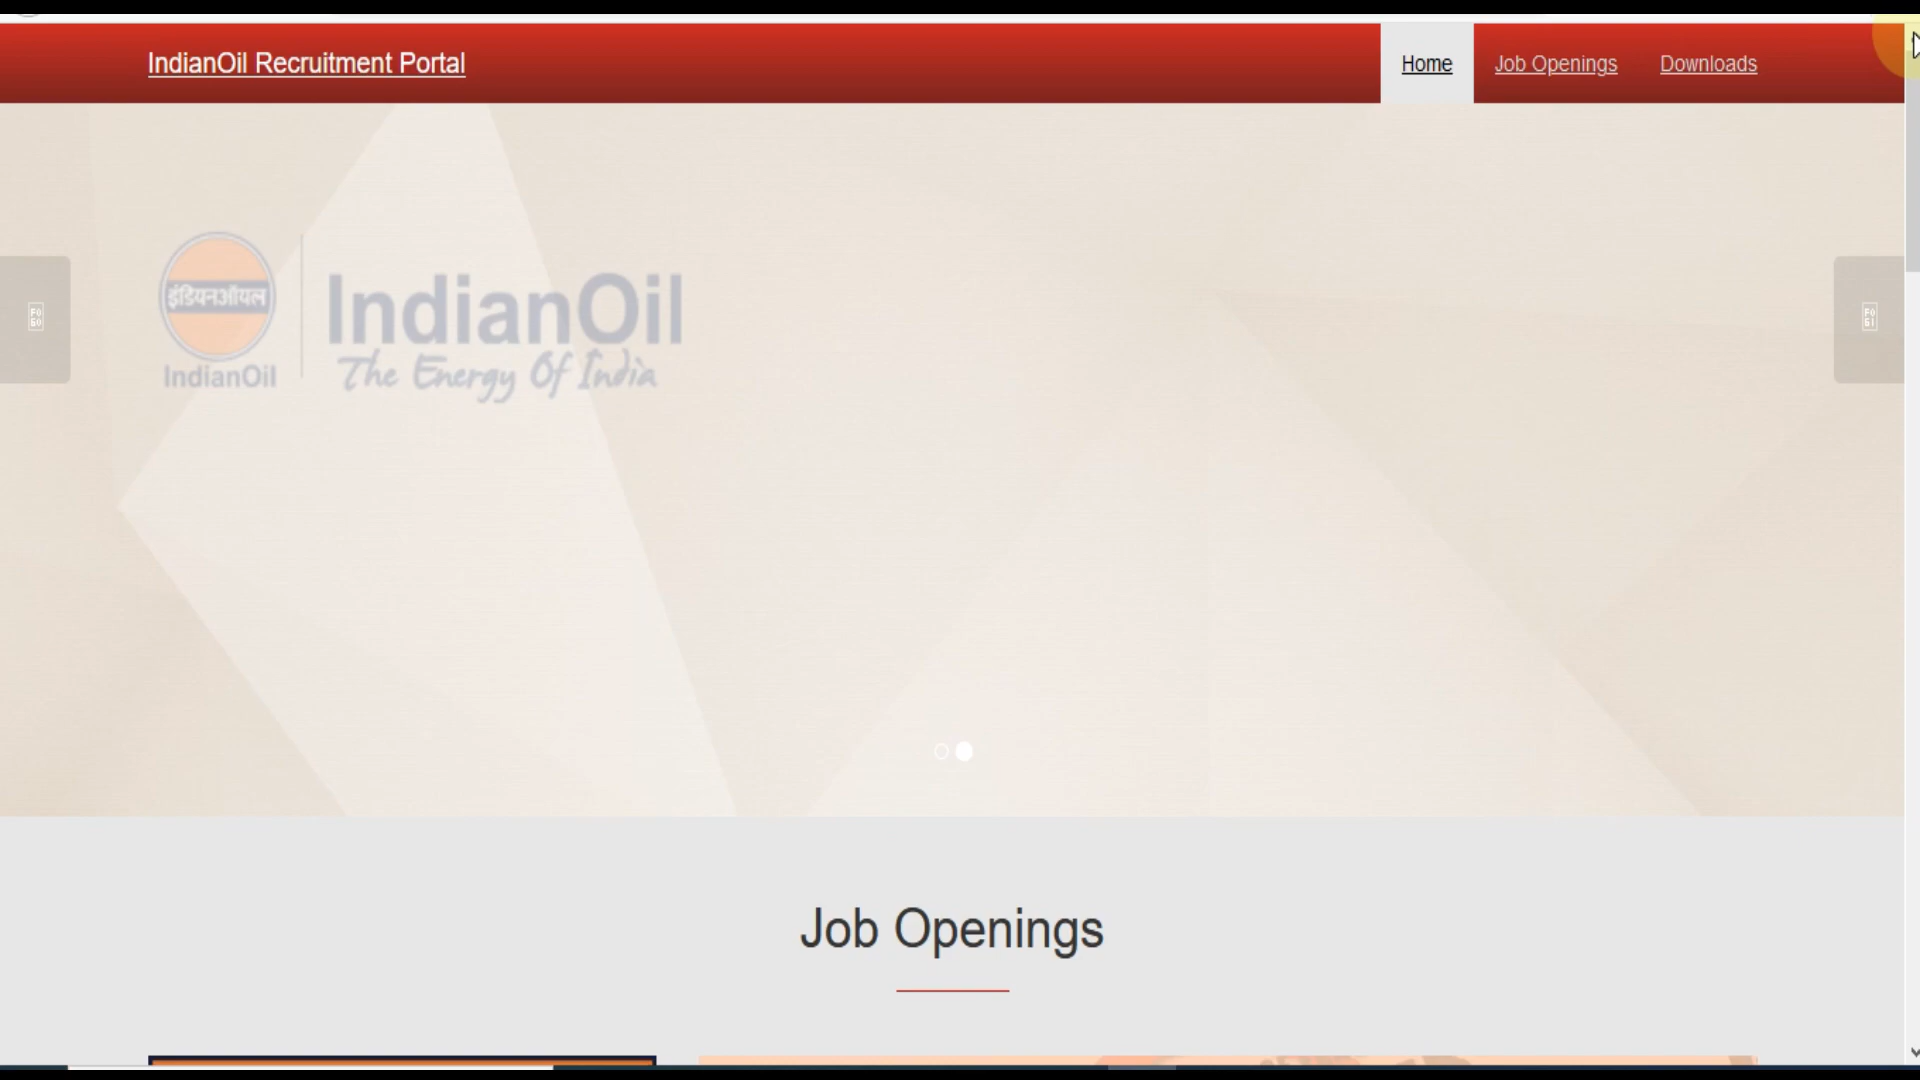 IndianOil Recruitment Portal
Home
Job Openings
Downloads
इंडियनऑयल
IndianOil
IndianOil
The Energy Of India
Job Openings